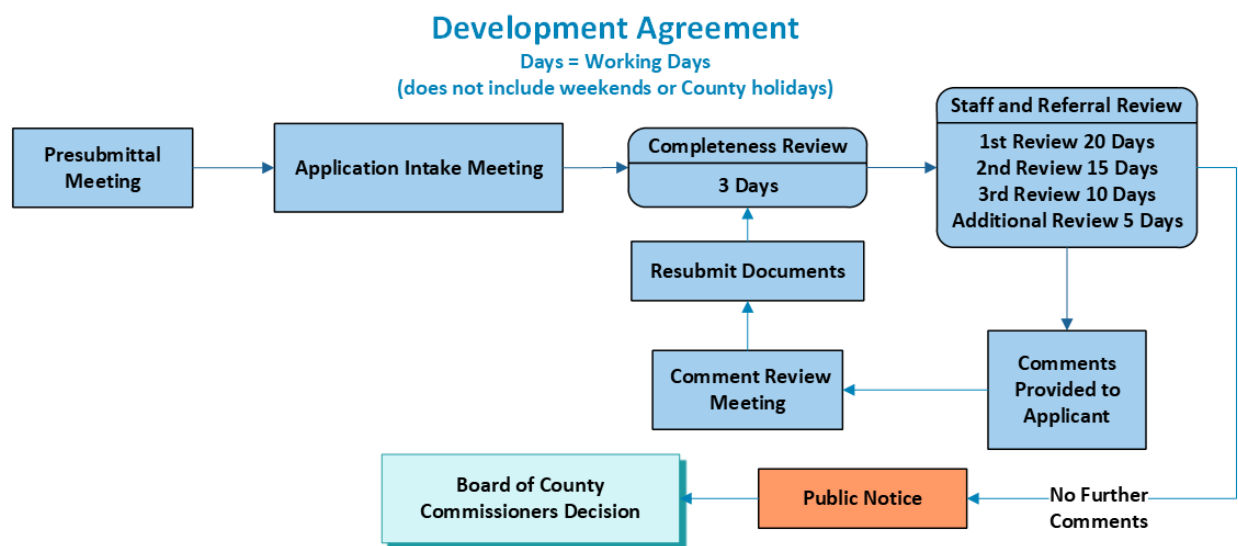 Development Agreement
Days = Working Days
(does not include weekends or County holidays)
Presubmittal
Meeting
Application Intake Meeting
Completeness Review
3 Days
Staff and Referral Review
1st Review 20 Days
2nd Review 15 Days
3rd Review 10 Days
Additional Review 5 Days
Resubmit Documents
Comment Review
Meeting
Comments
Provided to
Applicant
Board of County
Commissioners Decision
Public Notice
No Further
Comments